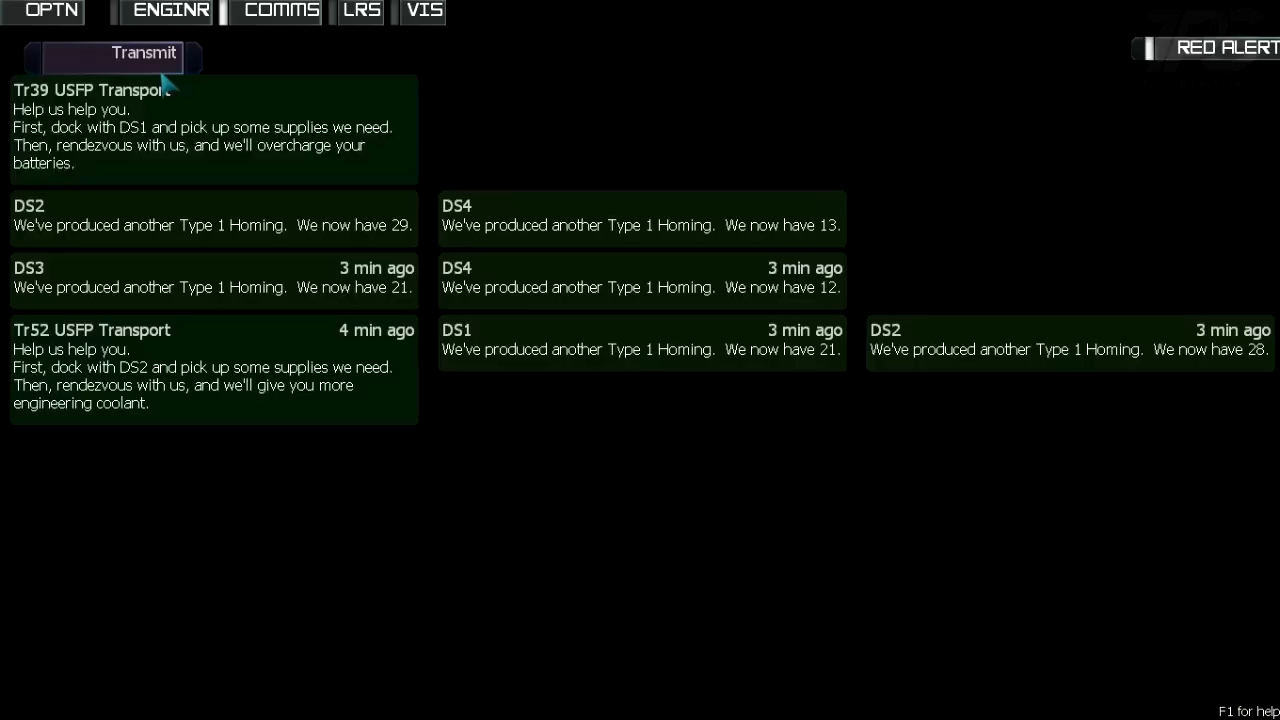 OPTN ENGINR COMMS LRS VIS
Transmit
RED ALERT
Tr39 USFP Transport
Help us help you.
First, dock with DS1 and pick up some supplies we need.
Then, rendezvous with us, and we'll overcharge your
batteries.
DS2
We've produced another Type 1 Homing. We now have 29.
DS4
We've produced another Type 1 Homing. We now have 13.
DS3 3 min ago
We've produced another Type 1 Homing. We now have 21.
DS4 3 min ago
We've produced another Type 1 Homing. We now have 12.
Tr52 USFP Transport 4 min ago
Help us help you.
First, dock with DS2 and pick up some supplies we need.
Then, rendezvous with us, and we'll give you more
engineering coolant.
DS1 3 min ago
We've produced another Type 1 Homing. We now have 21.
DS2 3 min ago
We've produced another Type 1 Homing. We now have 28.
F1 for help